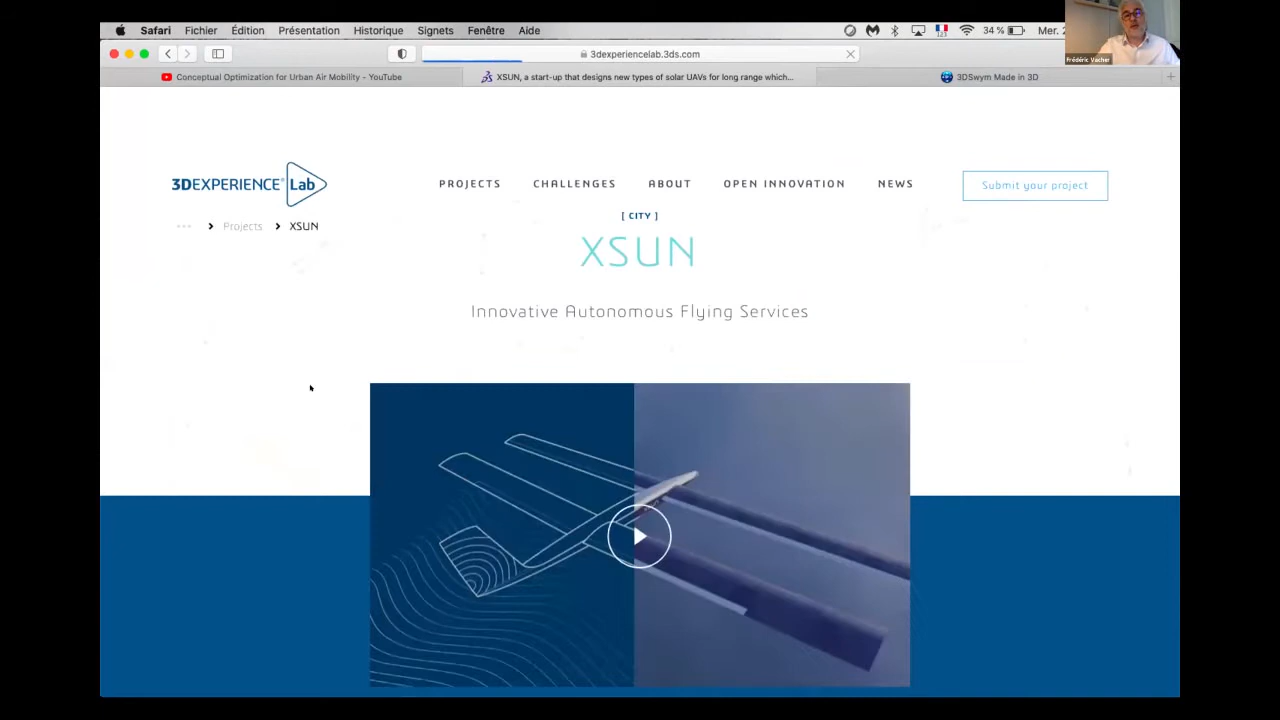 Safari Fichier Édition Présentation Historique Signets Fenêtre Aide 123 34 % Mer.
3dexperiencelab.3ds.com
Conceptual Optimization for Urban Air Mobility - YouTube
XSUN, a start-up that designs new types of solar UAVs for long range which...
3DSwym Made in 3D
Frédéric Vacher
3DEXPERIENCE® Lab
PROJECTS CHALLENGES ABOUT OPEN INNOVATION NEWS
Submit your project
... Projects XSUN
[ CITY ]
XSUN
Innovative Autonomous Flying Services